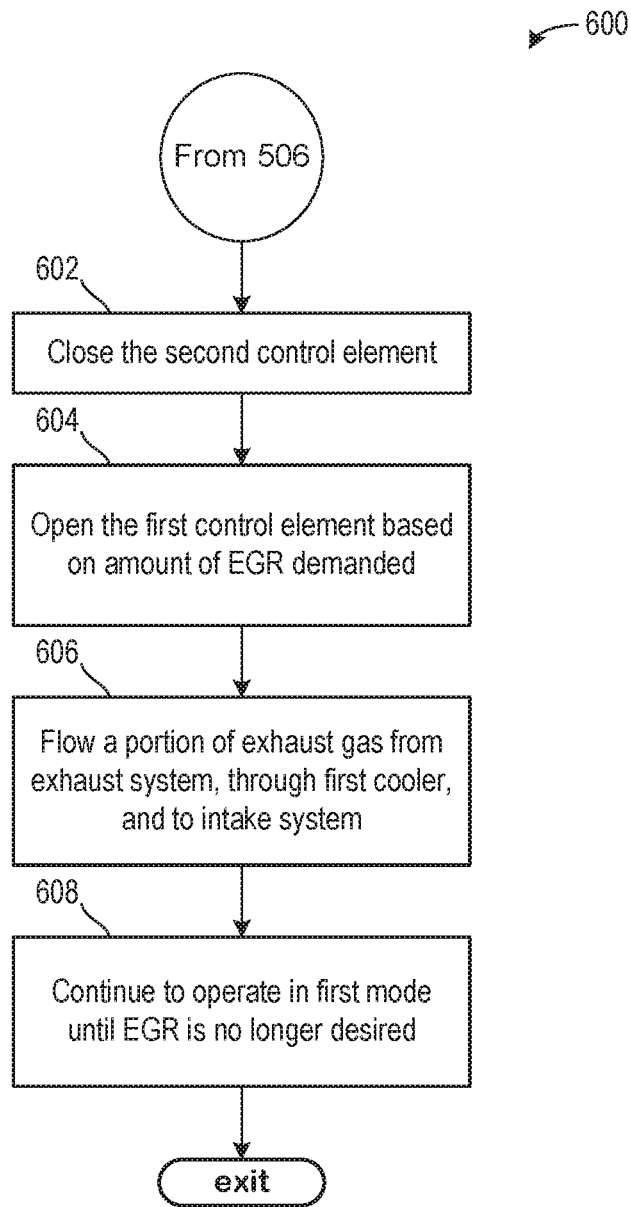 600
From 506
602
Close the second control element
604
Open the first control element based
on amount of EGR demanded
606
Flow a portion of exhaust gas from
exhaust system, through first cooler,
and to intake system
608
Continue to operate in first mode
until EGR is no longer desired
exit